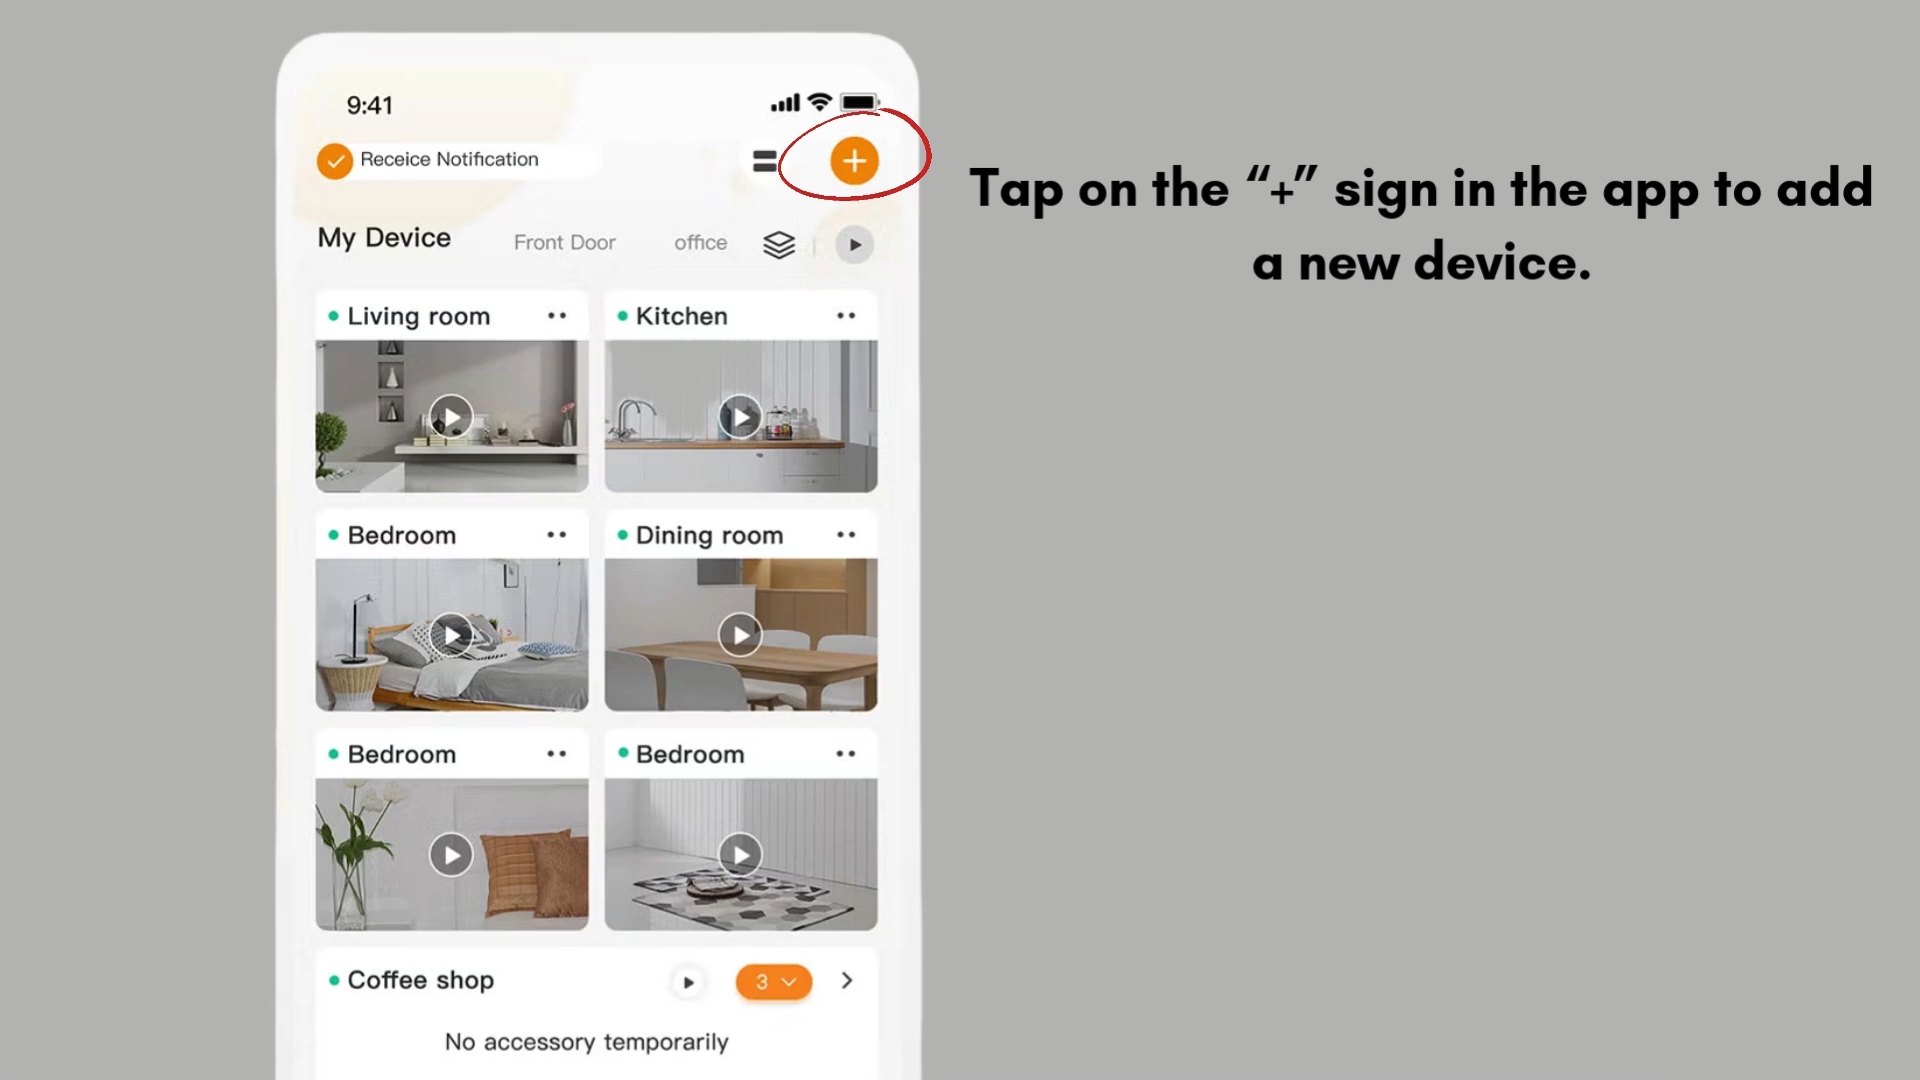 9:41
Receice Notification
My Device Front Door office
Living room Kitchen
Bedroom Dining room
Bedroom Bedroom
Coffee shop 3
No accessory temporarily
Tap on the “+” sign in the app to add
a new device.